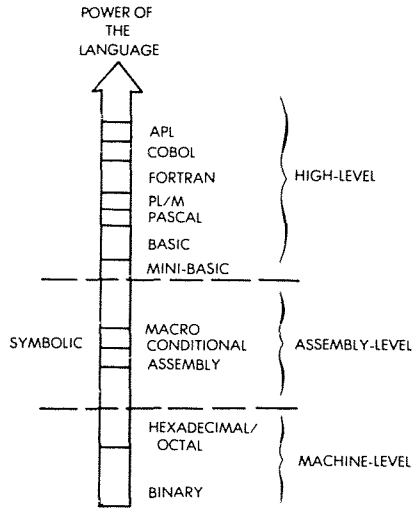 POWER OF
THE
LANGUAGE
APL
COBOL
FORTRAN
HIGH-LEVEL
PL/M
PASCAL
BASIC
MINI-BASIC
SYMBOLIC
MACRO
CONDITIONAL
ASSEMBLY
ASSEMBLY-LEVEL
HEXADECIMAL/
OCTAL
MACHINE-LEVEL
BINARY